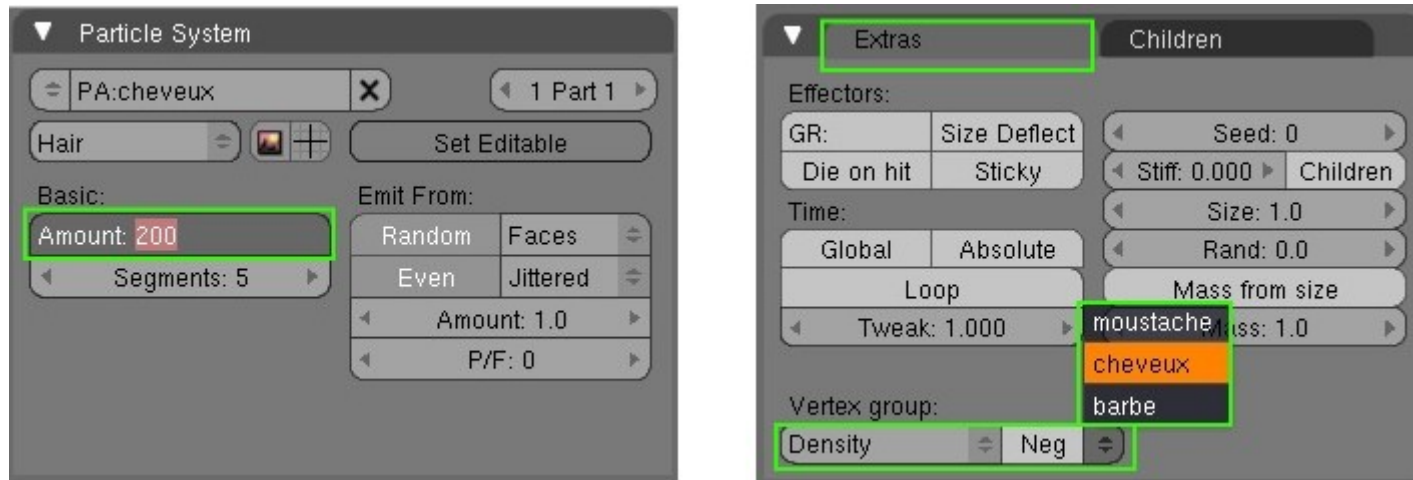 Particle System
PA:cheveux
1 Part 1
Hair
Set Editable
Basic:
Emit From:
Amount: 200
Random
Faces
Segments: 5
Even
Jittered
Amount: 1.0
P/F: 0
Extras
Children
Effectors:
GR:
Size Deflect
Seed: 0
Die on hit
Sticky
Stiff: 0.000
Children
Time:
Size: 1.0
Global
Absolute
Rand: 0.0
Loop
Mass from size
Tweak: 1.000
moustache
Mass: 1.0
cheveux
Vertex group:
barbe
Density
Neg